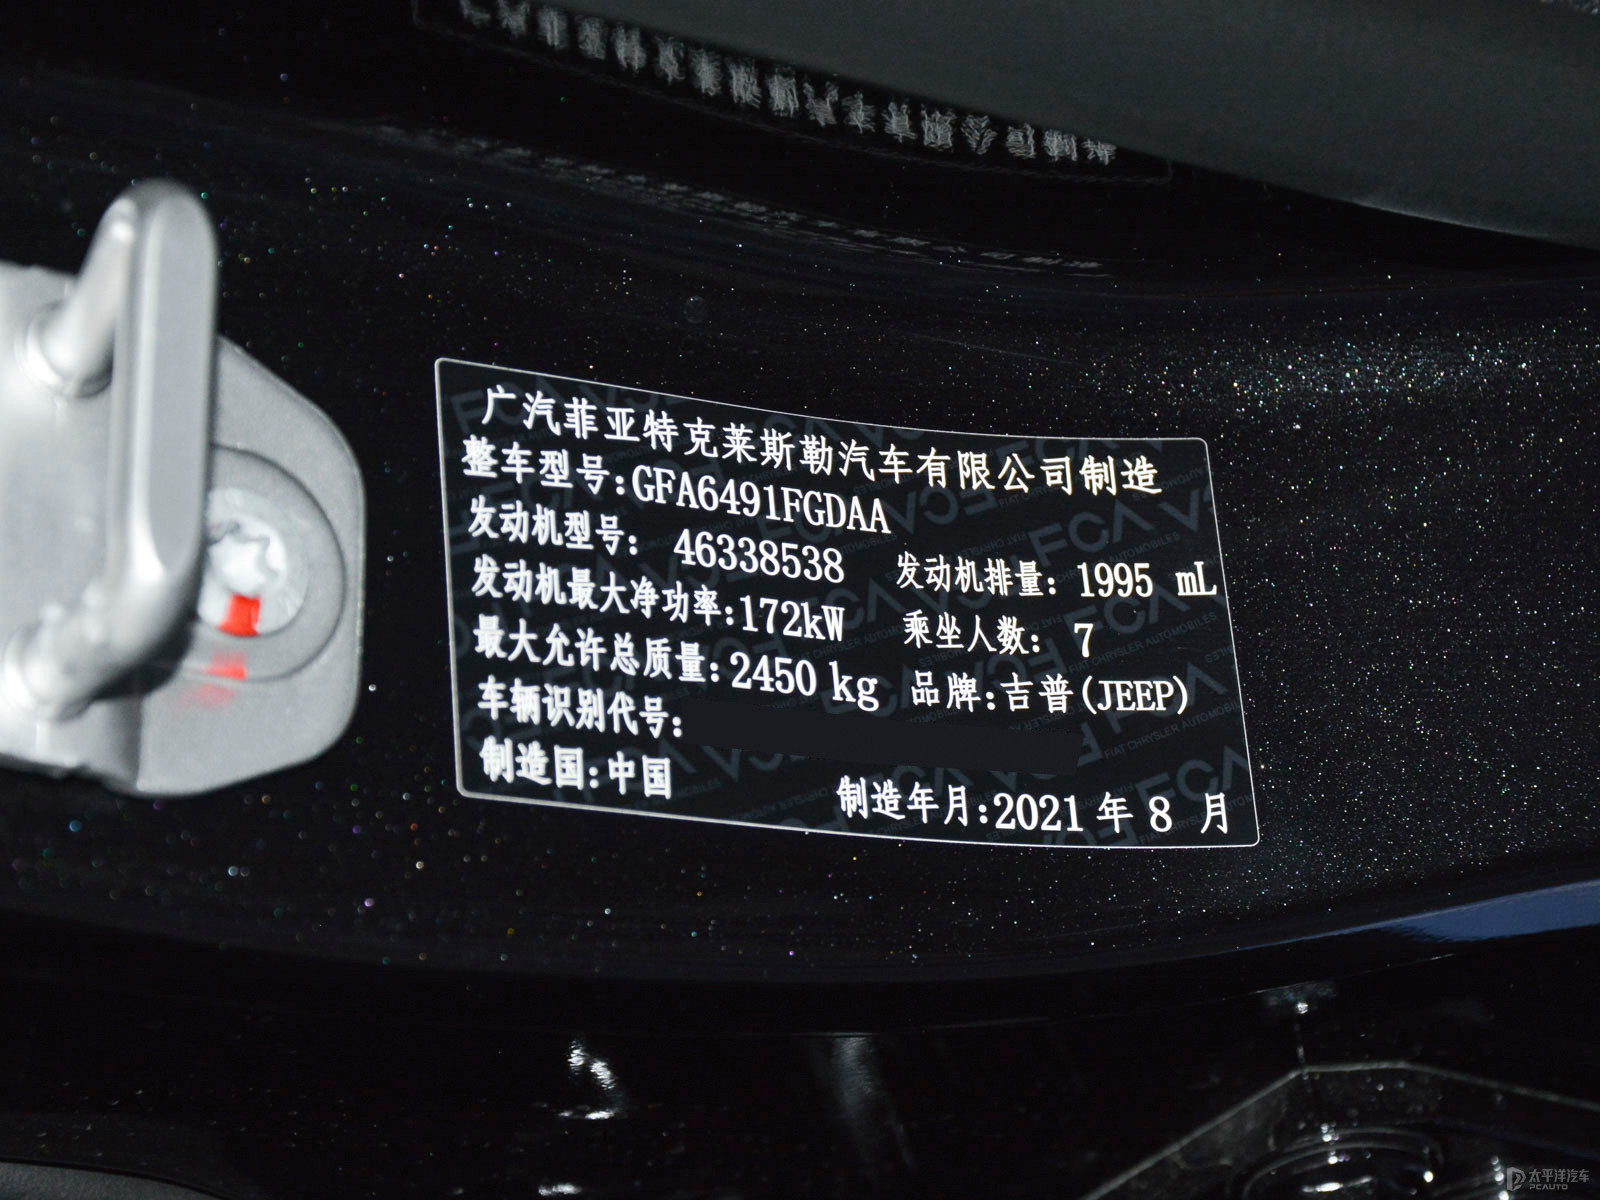 广汽菲亚特克莱斯勒汽车有限公司制造
整车型号:GFA6491FGDAA
发动机型号: 46338538 发动机排量: 1995 mL
发动机最大净功率:172kW 乘坐人数: 7
最大允许总质量:2450 kg 品牌:吉普(JEEP)
车辆识别代号:
制造国:中国 制造年月:2021 年 8 月
太平洋汽车
PCAUTO